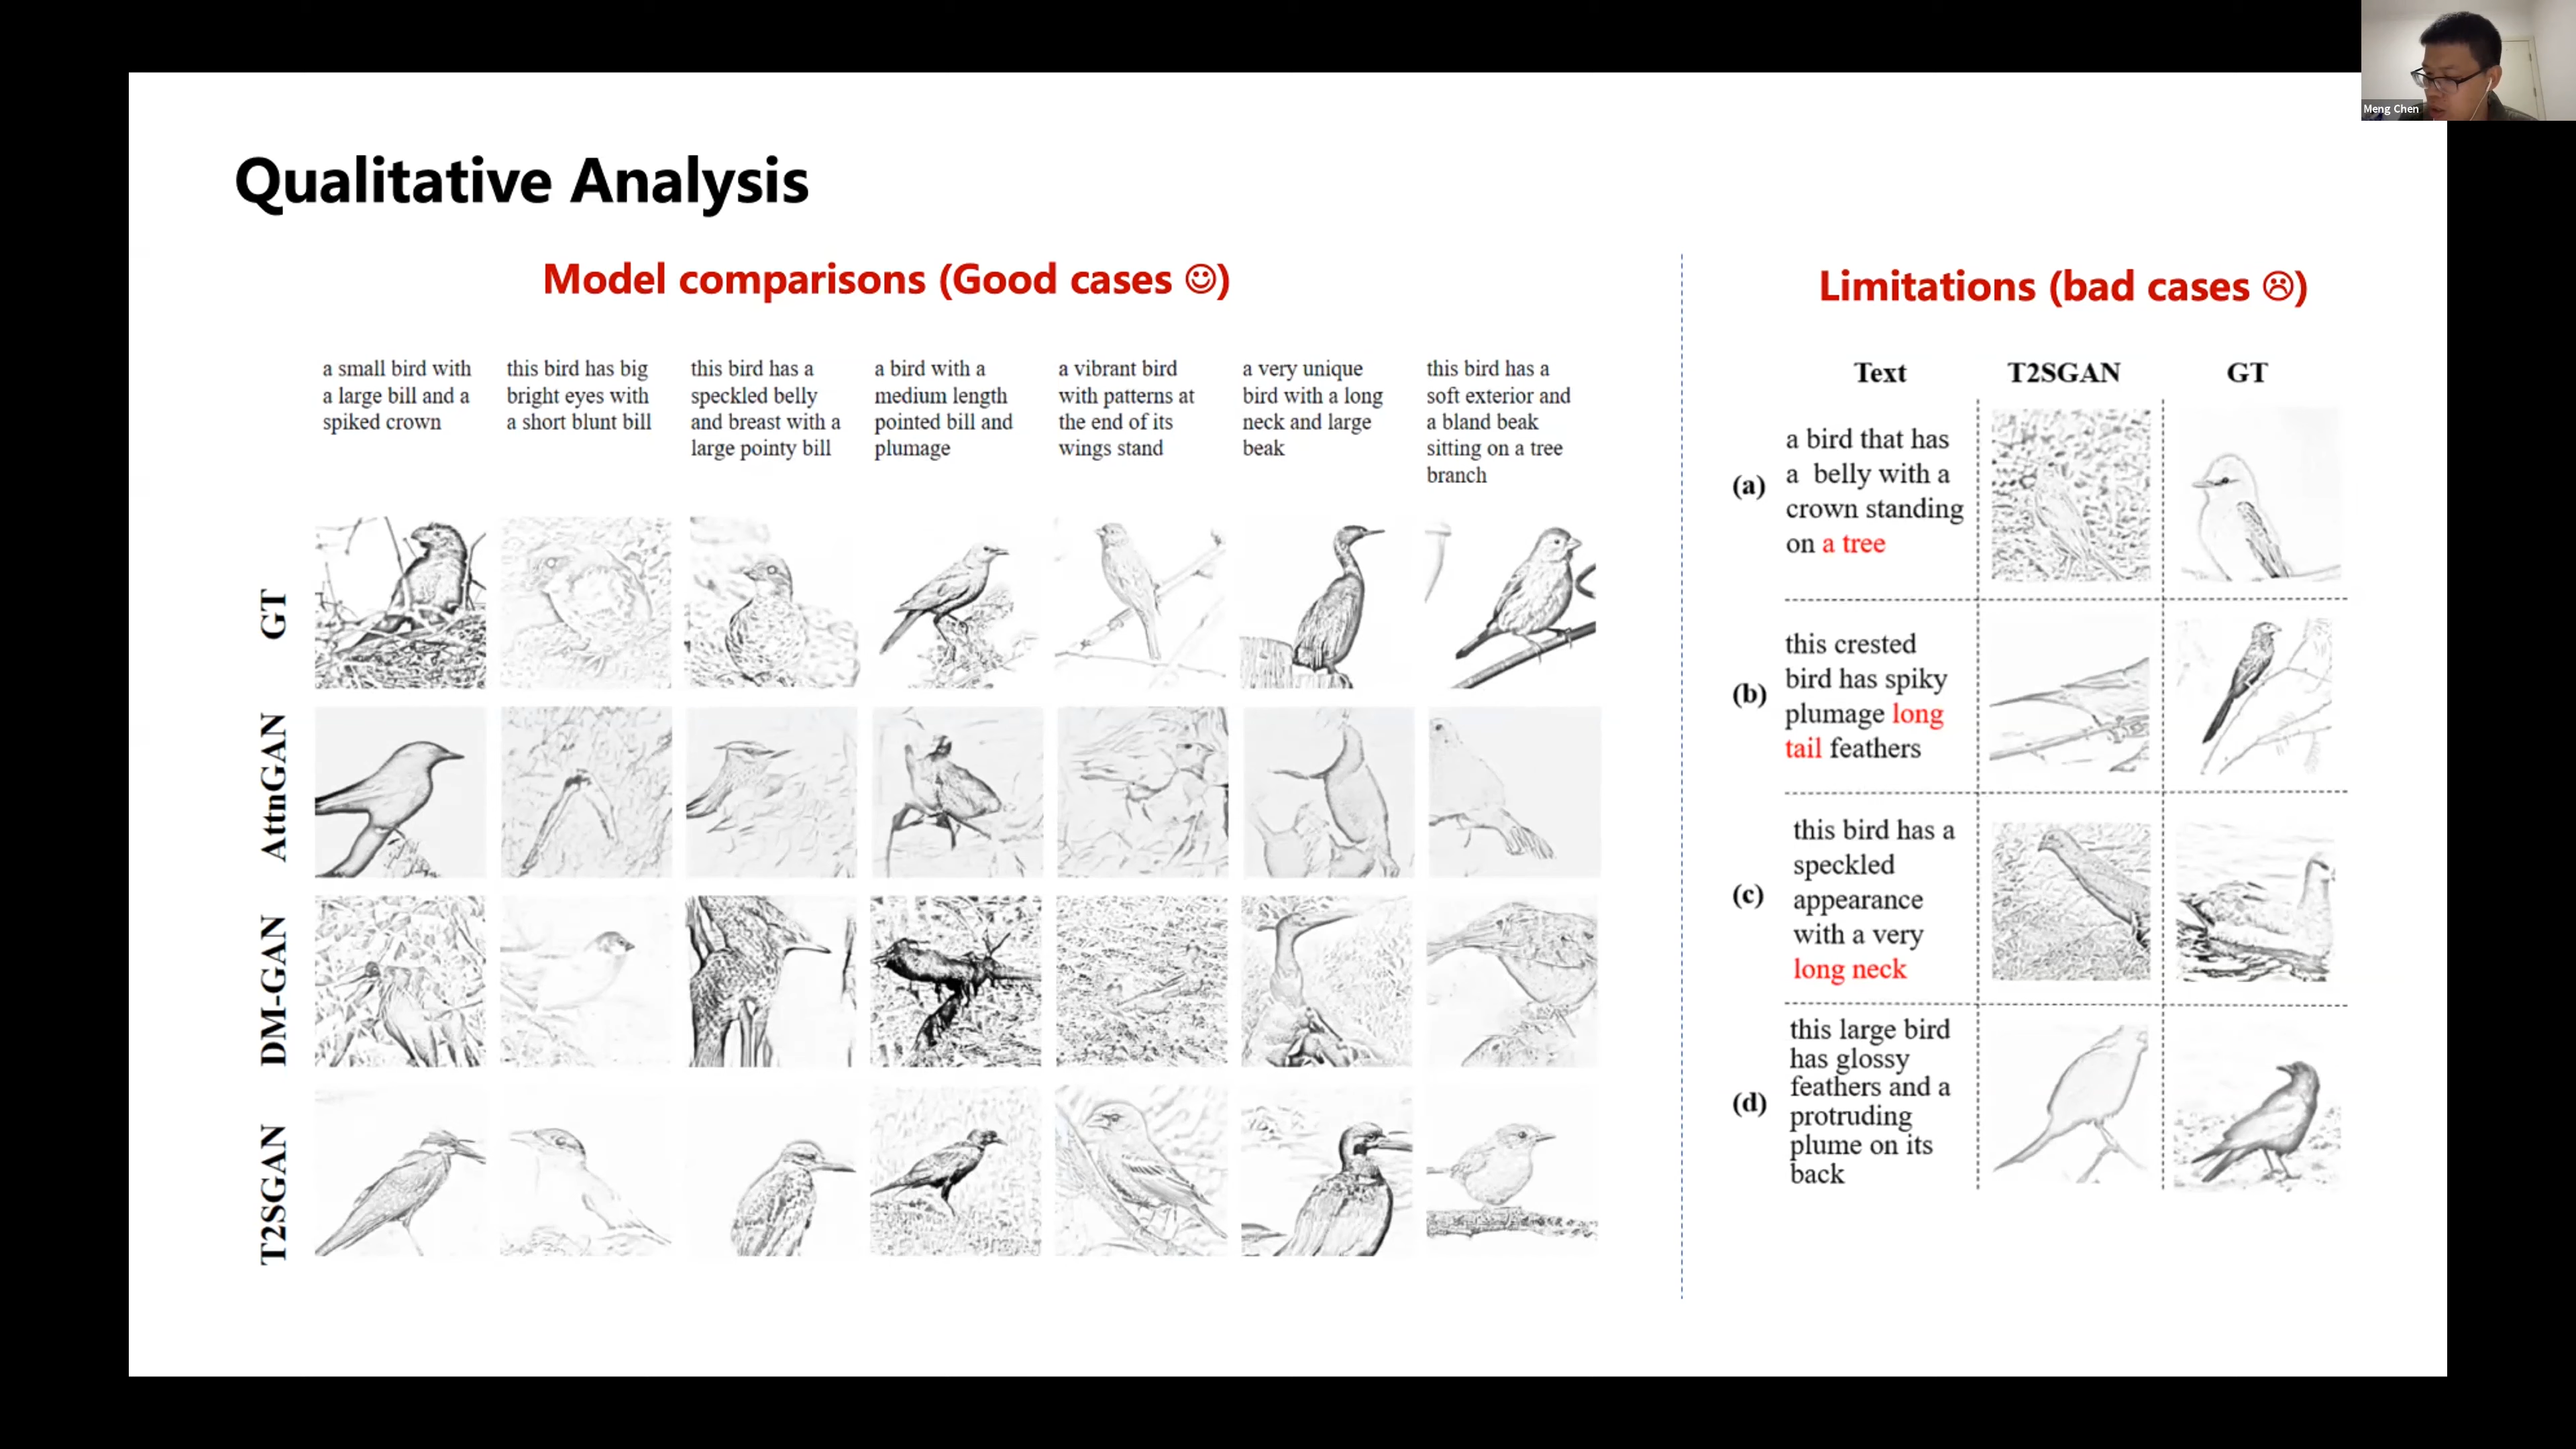 Meng Chen
Qualitative Analysis
Model comparisons (Good cases ☺)
a small bird with
a large bill and a
spiked crown
this bird has big
bright eyes with
a short blunt bill
this bird has a
speckled belly
and breast with a
large pointy bill
a bird with a
medium length
pointed bill and
plumage
a vibrant bird
with patterns at
the end of its
wings stand
a very unique
bird with a long
neck and large
beak
this bird has a
soft exterior and
a bland beak
sitting on a tree
branch
GT
AttnGAN
DM-GAN
T2SGAN
Limitations (bad cases ☹)
Text T2SGAN GT
(a)
a bird that has
a belly with a
crown standing
on a tree
(b)
this crested
bird has spiky
plumage long
tail feathers
(c)
this bird has a
speckled
appearance
with a very
long neck
(d)
this large bird
has glossy
feathers and a
protruding
plume on its
back